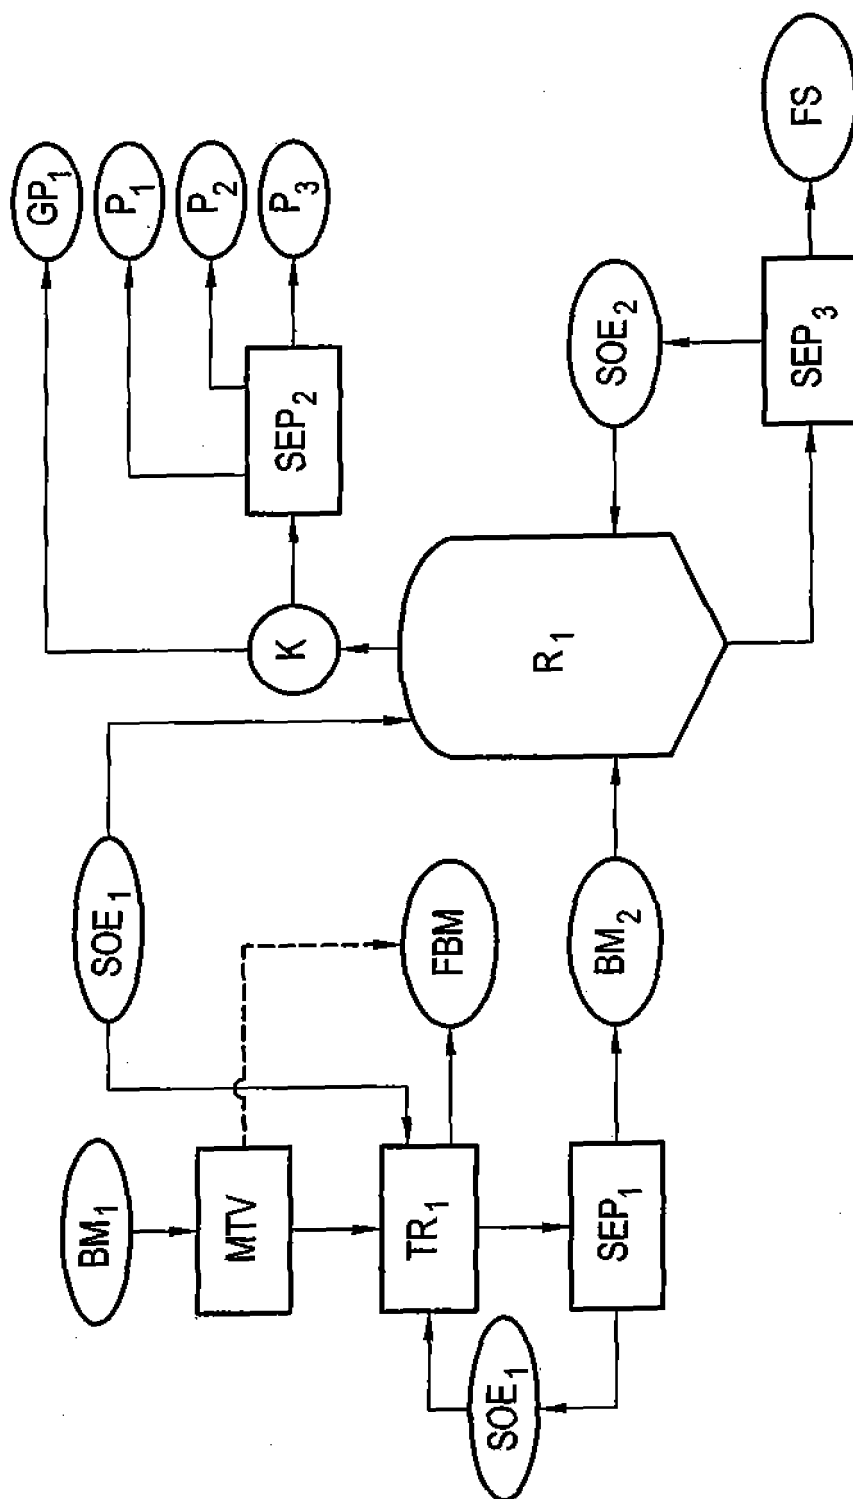 BM₁
MTV
TR₁
SEP₁
SOE₁
SOE₁
FBM
BM₂
R₁
K
SEP₂
GP₁
P₁
P₂
P₃
SOE₂
SEP₃
FS